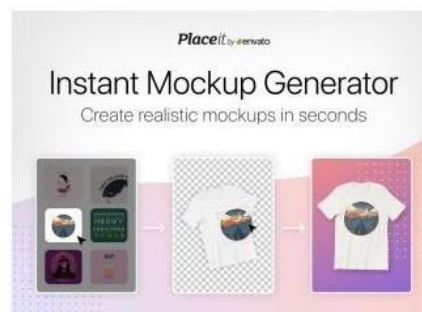 Placeit by envato
Instant Mockup Generator
Create realistic mockups in seconds